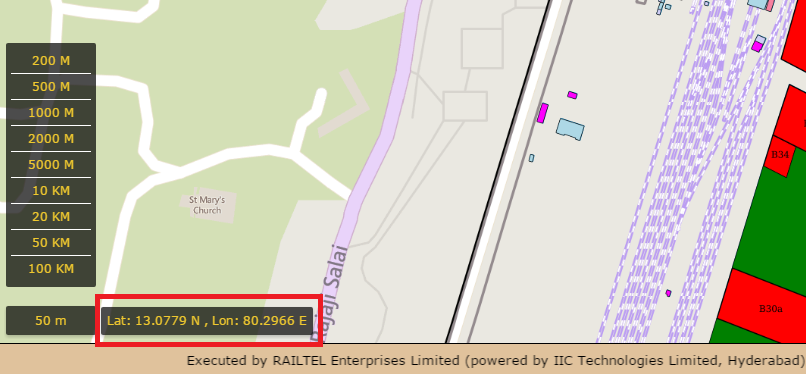 200 M
500 M
1000 M
2000 M
5000 M
10 KM
20 KM
50 KM
100 KM
St Mary's
Church
Rajaji Salai
B34
B30a
50 m
Lat: 13.0779 N , Lon: 80.2966 E
Executed by RAILTEL Enterprises Limited (powered by IIC Technologies Limited, Hyderabad)